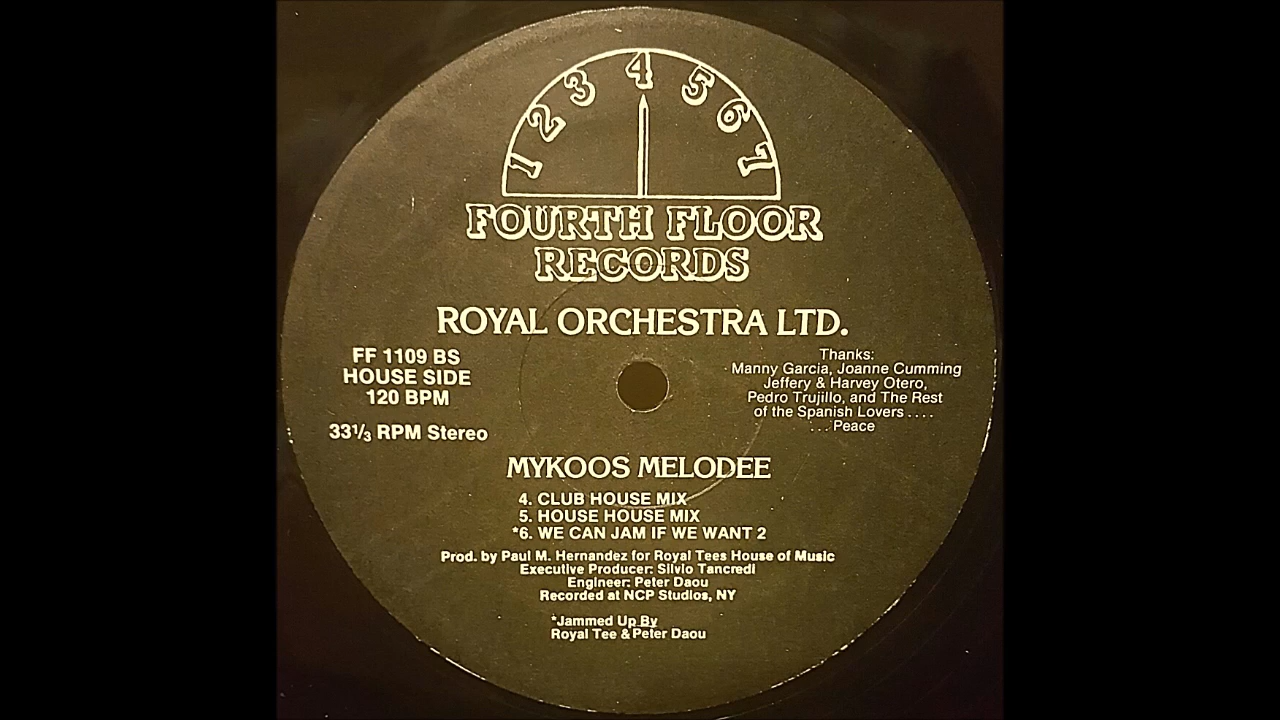 1 2 3 4 5 6 7
FOURTH FLOOR
RECORDS
ROYAL ORCHESTRA LTD.
FF 1109 BS
HOUSE SIDE
120 BPM
33⅓ RPM Stereo
Thanks:
Manny Garcia, Joanne Cumming
Jeffery & Harvey Otero,
Pedro Trujillo, and The Rest
of the Spanish Lovers . . . .
. . . Peace
MYKOOS MELODEE
4. CLUB HOUSE MIX
5. HOUSE HOUSE MIX
*6. WE CAN JAM IF WE WANT 2
Prod. by Paul M. Hernandez for Royal Tees House of Music
Executive Producer: Silvio Tancredi
Engineer: Peter Daou
Recorded at NCP Studios, NY
*Jammed Up By
Royal Tee & Peter Daou